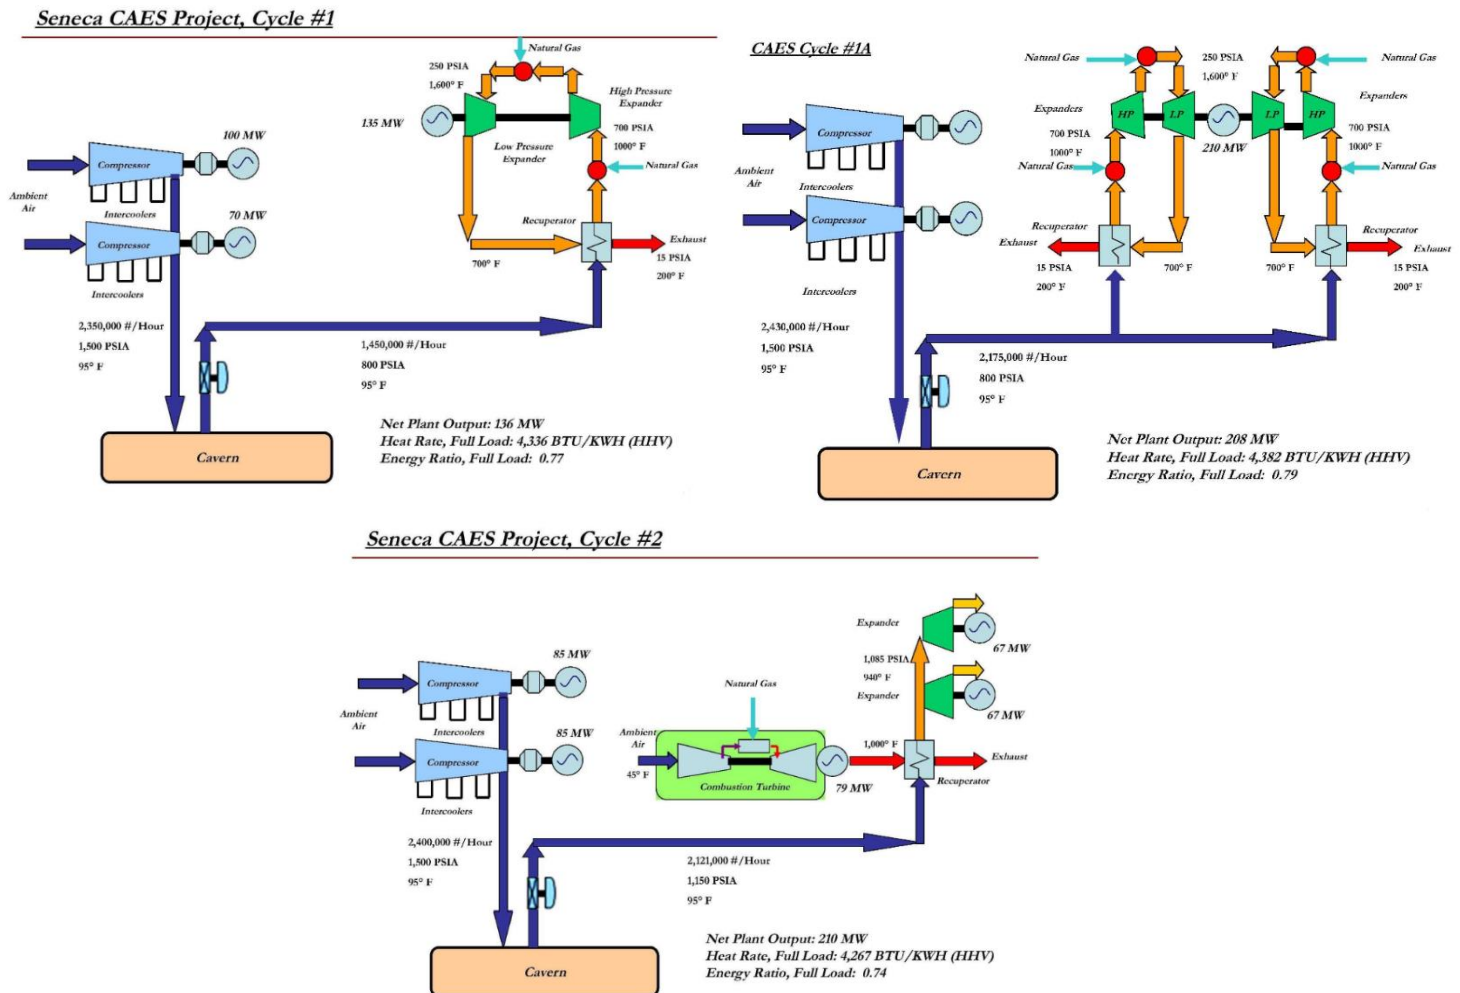 Seneca CAES Project, Cycle #1
Natural Gas
250 PSIA
1,600° F
High Pressure
Expander
135 MW
700 PSIA
1000° F
Low Pressure
Expander
Natural Gas
100 MW
Compressor
Ambient
Air
Intercoolers
70 MW
Compressor
Intercoolers
Recuperator
700° F
Exhaust
15 PSIA
200° F
2,350,000 #/Hour
1,500 PSIA
95° F
1,450,000 #/Hour
800 PSIA
95° F
Cavern
Net Plant Output: 136 MW
Heat Rate, Full Load: 4,336 BTU/KWH (HHV)
Energy Ratio, Full Load: 0.77
CAES Cycle #1A
Natural Gas
250 PSIA
1,600° F
Natural Gas
Expanders
Expanders
HP
LP
LP
HP
210 MW
700 PSIA
1000° F
700 PSIA
1000° F
Natural Gas
Natural Gas
Compressor
Ambient
Air
Intercoolers
Compressor
Intercoolers
Recuperator
Exhaust
15 PSIA
200° F
700° F
700° F
Recuperator
Exhaust
15 PSIA
200° F
2,430,000 #/Hour
1,500 PSIA
95° F
2,175,000 #/Hour
800 PSIA
95° F
Cavern
Net Plant Output: 208 MW
Heat Rate, Full Load: 4,382 BTU/KWH (HHV)
Energy Ratio, Full Load: 0.79
Seneca CAES Project, Cycle #2
85 MW
Compressor
Ambient
Air
Intercoolers
85 MW
Compressor
Intercoolers
Natural Gas
Ambient
Air
45° F
Combustion Turbine
79 MW
1,000° F
Expander
67 MW
1,085 PSIA
940° F
Expander
67 MW
Exhaust
Recuperator
2,400,000 #/Hour
1,500 PSIA
95° F
2,121,000 #/Hour
1,150 PSIA
95° F
Cavern
Net Plant Output: 210 MW
Heat Rate, Full Load: 4,267 BTU/KWH (HHV)
Energy Ratio, Full Load: 0.74